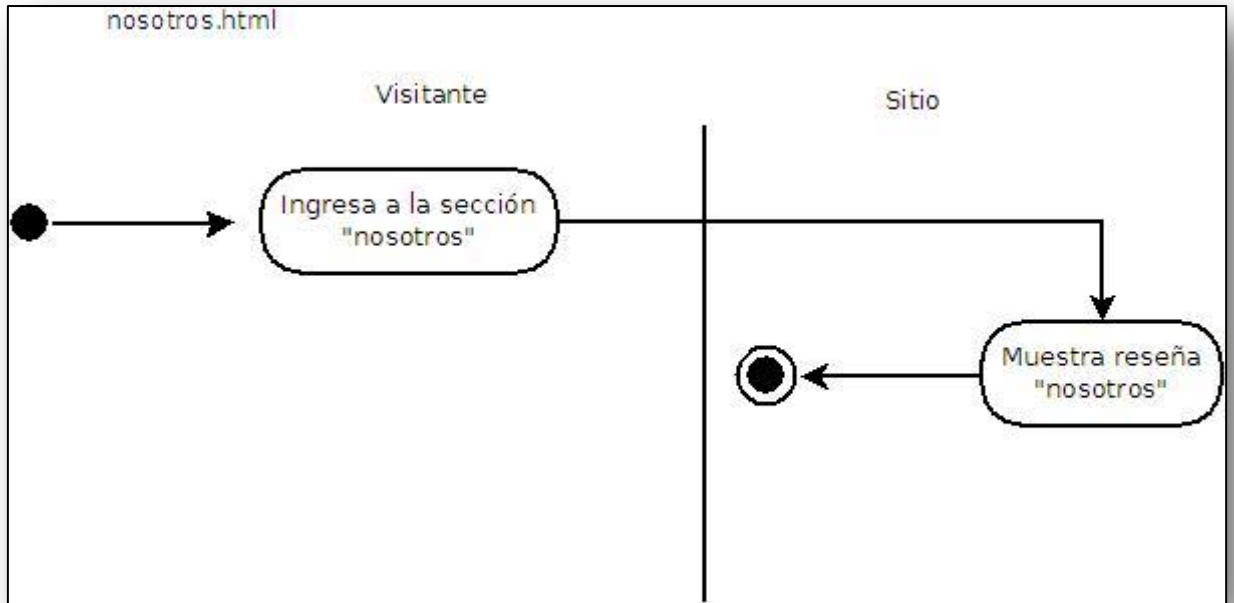 nosotros.html
Visitante
Sitio
Ingresa a la sección
"nosotros"
Muestra reseña
"nosotros"